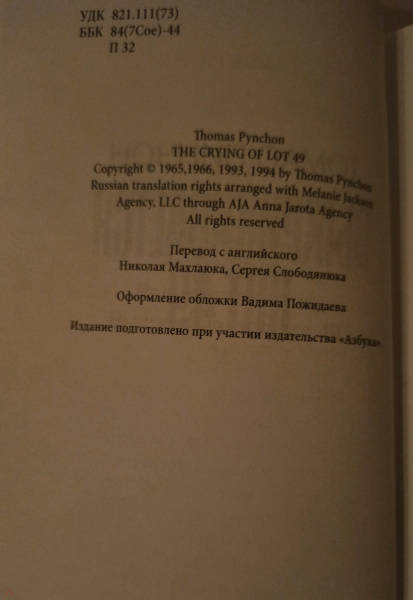 УДК 821.111(73)
ББК 84(7Сое)-44
П 32
Thomas Pynchon
THE CRYING OF LOT 49
Copyright © 1965,1966, 1993, 1994 by Thomas Pynchon
Russian translation rights arranged with Melanie Jackson
Agency, LLC through AJA Anna Jarota Agency
All rights reserved
Перевод с английского
Николая Махлаюка, Сергея Слободянюка
Оформление обложки Вадима Пожидаева
Издание подготовлено при участии издательства «Азбука».